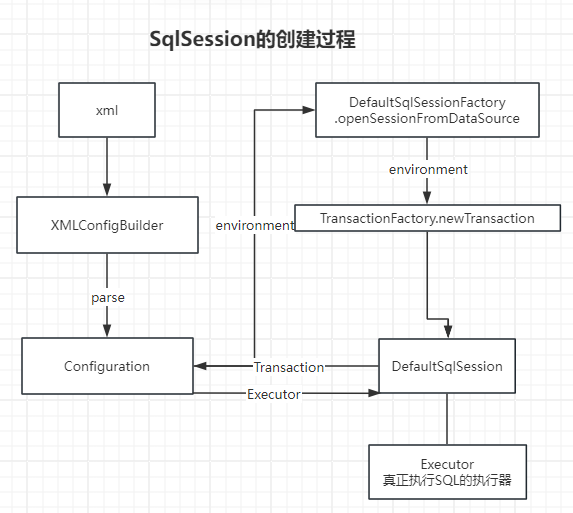 SqlSession的创建过程
xml
DefaultSqlSessionFactory
.openSessionFromDataSource
environment
XMLConfigBuilder
environment
TransactionFactory.newTransaction
parse
Configuration
Transaction
DefaultSqlSession
Executor
Executor
真正执行SQL的执行器